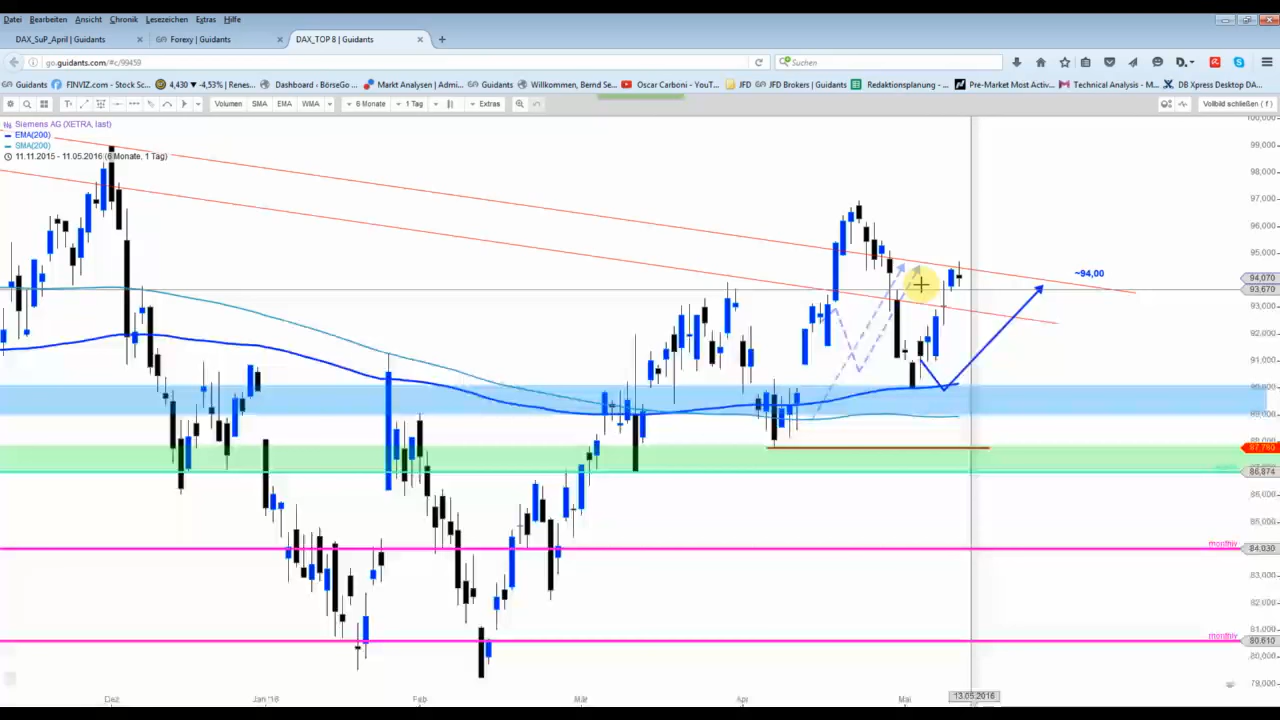 Datei Bearbeiten Ansicht Chronik Lesezeichen Extras Hilfe
DAX_SuP_April | Guidants × Forexy | Guidants × DAX_TOP 8 | Guidants × +
go.guidants.com/#c/99459 Suchen
Guidants FINVIZ.com - Stock Sc... 4,430 ▾ -4,53% | Renes... Dashboard ‹ BörseGo ... Markt Analysten | Admi... Guidants Willkommen, Bernd Se... Oscar Carboni - YouT... JFD JFD Brokers | Guidants Redaktionsplanung - ... Pre-Market Most Activ... Technical Analysis - M... DB Xpress Desktop DA...
Volumen SMA EMA WMA 6 Monate 1 Tag Extras Vollbild schließen ( f )
Siemens AG (XETRA, last)
EMA(200)
SMA(200)
11.11.2015 - 11.05.2016 (6 Monate, 1 Tag)
100,000
99,000
98,000
97,000
96,000
95,000
~94,00
94,070
93,670
93,000
92,000
91,000
90,000
89,000
87,760
86,874
85,000
monthly
84,030
83,000
82,000
81,000
monthly
80,610
80,000
79,000
Dez Jan '16 Feb Mär Apr Mai 13.05.2016